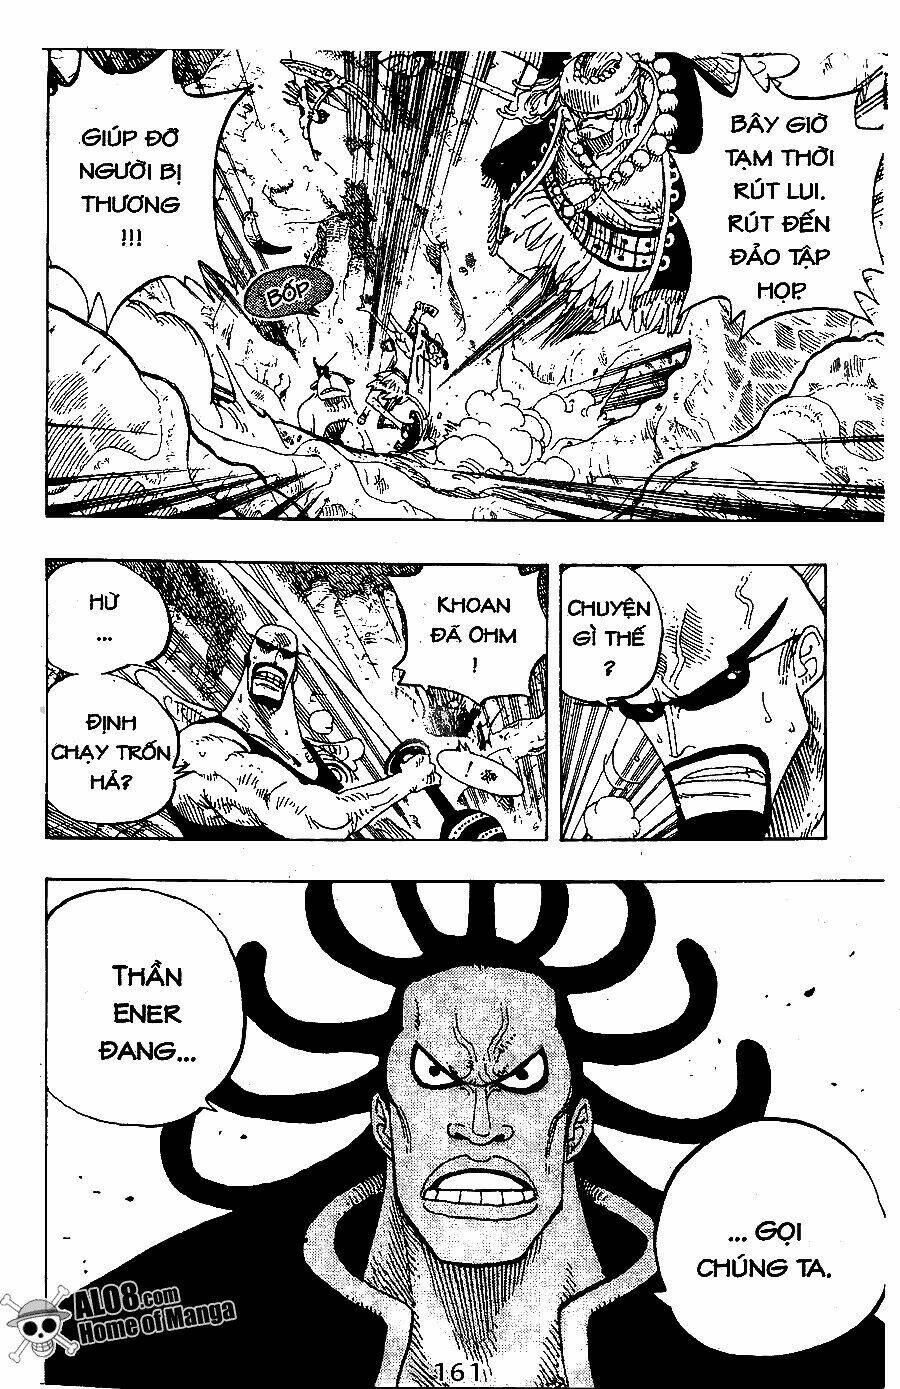 BÂY GIỜ
TẠM THỜI
RÚT LUI.
RÚT ĐẾN
ĐẢO TẬP
HỌP.
GIÚP ĐỠ
NGƯỜI BỊ
THƯƠNG
!!!
BỐP
CHUYỆN
GÌ THẾ
?
KHOAN
ĐÃ OHM
!
HỪ
...
ĐỊNH
CHẠY TRỐN
HẢ?
THẦN
ENER
ĐANG...
... GỌI
CHÚNG TA.
ALO8.com
Home of Manga
161